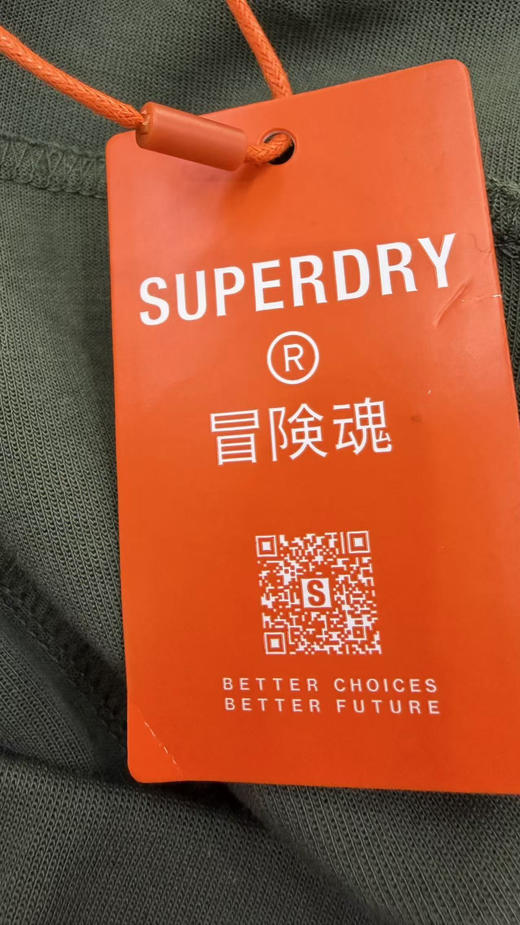 SUPERDRY
®
冒険魂
S
BETTER CHOICES
BETTER FUTURE